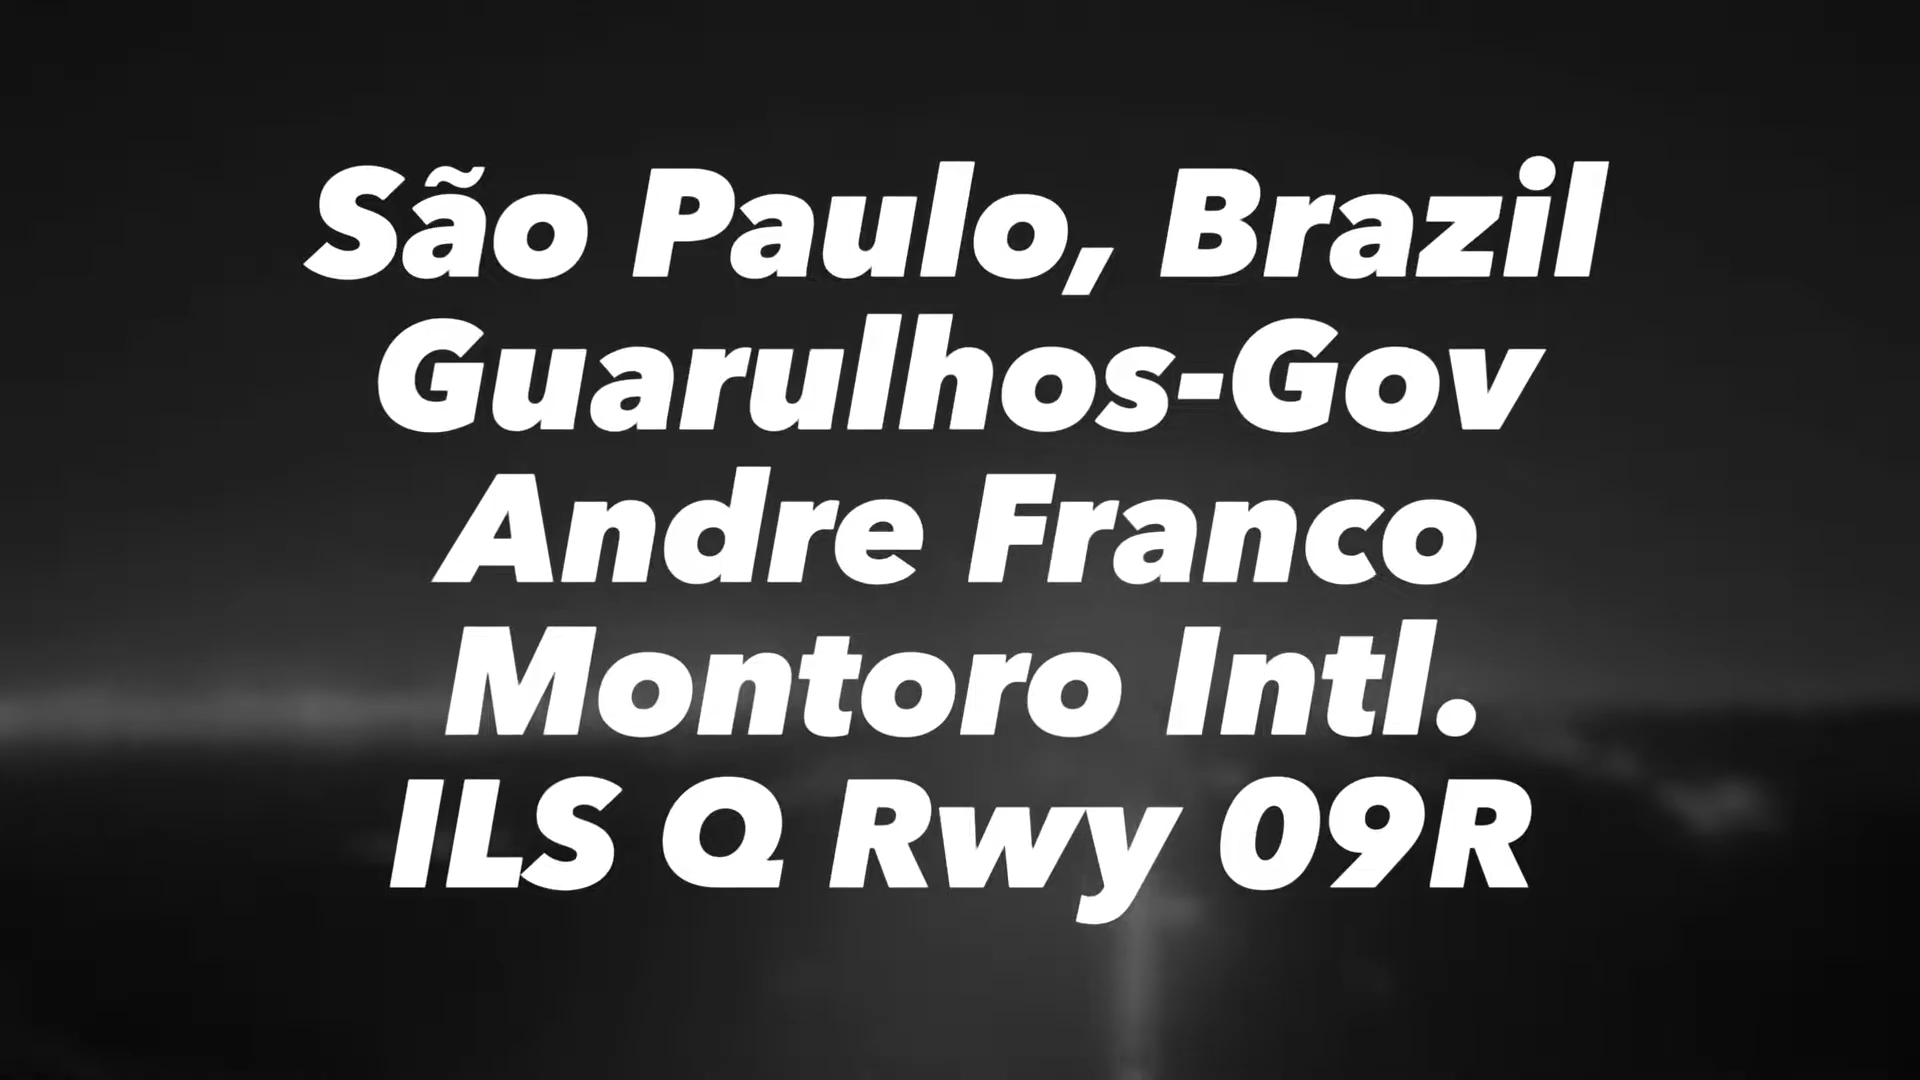 São Paulo, Brazil
Guarulhos-Gov
Andre Franco
Montoro Intl.
ILS Q Rwy 09R